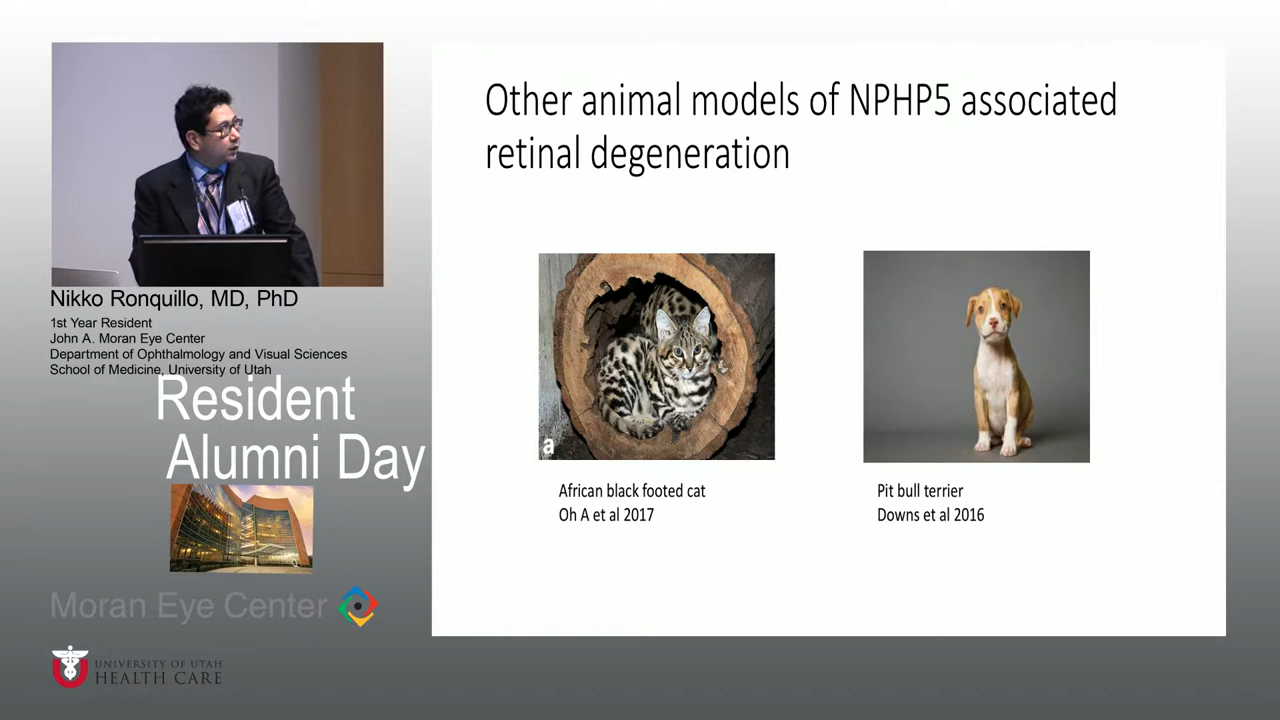 Other animal models of NPHP5 associated
retinal degeneration
Nikko Ronquillo, MD, PhD
1st Year Resident
John A. Moran Eye Center
Department of Ophthalmology and Visual Sciences
School of Medicine, University of Utah
Resident
Alumni Day
a
African black footed cat
Oh A et al 2017
Pit bull terrier
Downs et al 2016
Moran Eye Center
UNIVERSITY OF UTAH
HEALTH CARE